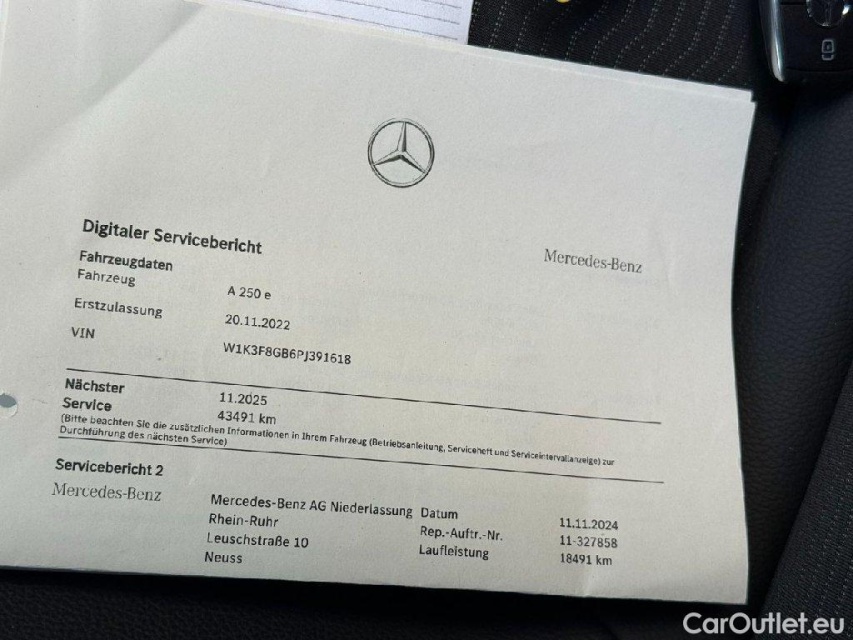 Digitaler Servicebericht
Mercedes-Benz
Fahrzeugdaten
Fahrzeug A 250 e
Erstzulassung 20.11.2022
VIN W1K3F8GB6PJ391618
Nächster 11.2025
Service 43491 km
(Bitte beachten Sie die zusätzlichen Informationen in Ihrem Fahrzeug (Betriebsanleitung, Serviceheft und Serviceintervallanzeige) zur
Durchführung des nächsten Service)
Servicebericht 2
Mercedes-Benz Mercedes-Benz AG Niederlassung Datum 11.11.2024
Rhein-Ruhr Rep.-Auftr.-Nr. 11-327858
Leuschstraße 10 Laufleistung 18491 km
Neuss
CarOutlet.eu